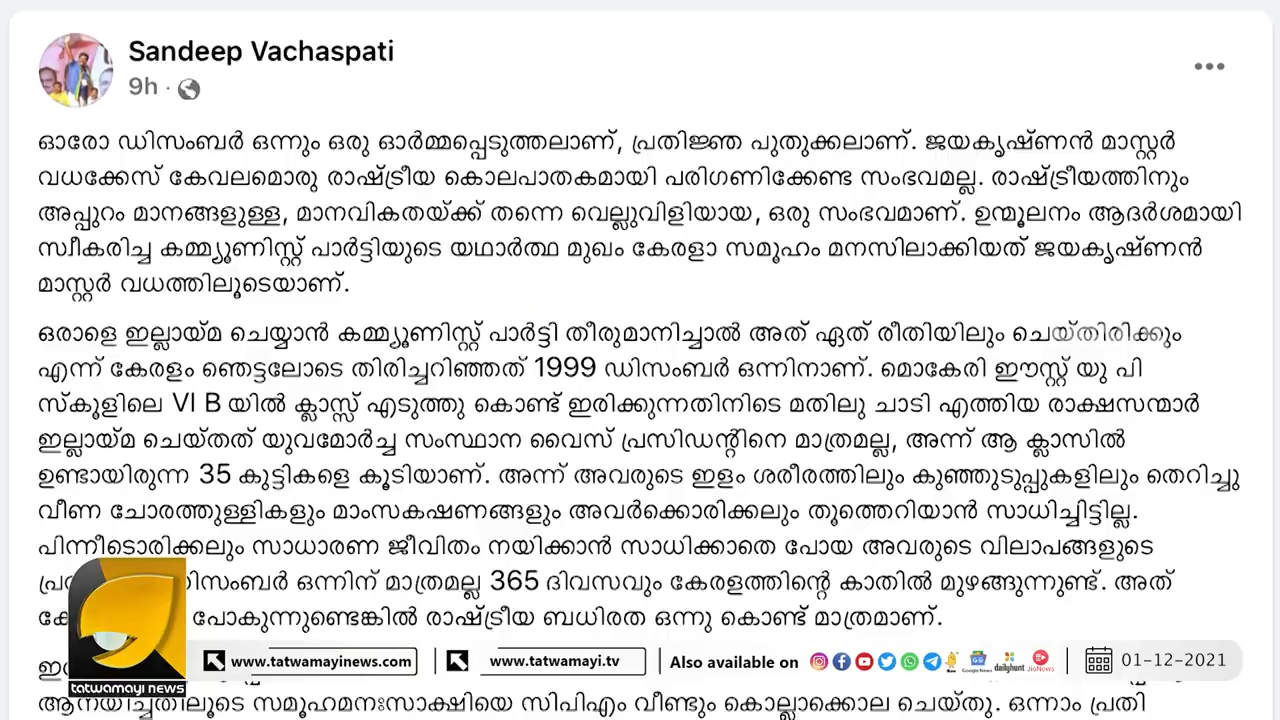 Sandeep Vachaspati
9h ·
ഓരോ ഡിസംബർ ഒന്നും ഒരു ഓർമ്മപ്പെടുത്തലാണ്, പ്രതിജ്ഞ പുതുക്കലാണ്. ജയകൃഷ്ണൻ മാസ്റ്റർ
വധക്കേസ് കേവലമൊരു രാഷ്ട്രീയ കൊലപാതകമായി പരിഗണിക്കേണ്ട സംഭവമല്ല. രാഷ്ട്രീയത്തിനും
അപ്പുറം മാനങ്ങളുള്ള, മാനവികതയ്ക്ക് തന്നെ വെല്ലുവിളിയായ, ഒരു സംഭവമാണ്. ഉന്മൂലനം ആദർശമായി
സ്വീകരിച്ച കമ്മ്യൂണിസ്റ്റ് പാർട്ടിയുടെ യഥാർത്ഥ മുഖം കേരളാ സമൂഹം മനസിലാക്കിയത് ജയകൃഷ്ണൻ
മാസ്റ്റർ വധത്തിലൂടെയാണ്.
ഒരാളെ ഇല്ലായ്മ ചെയ്യാൻ കമ്മ്യൂണിസ്റ്റ് പാർട്ടി തീരുമാനിച്ചാൽ അത് ഏത് രീതിയിലും ചെയ്തിരിക്കും
എന്ന് കേരളം ഞെട്ടലോടെ തിരിച്ചറിഞ്ഞത് 1999 ഡിസംബർ ഒന്നിനാണ്. മൊകേരി ഈസ്റ്റ് യു പി
സ്കൂളിലെ VI B യിൽ ക്ലാസ്സ് എടുത്തു കൊണ്ട് ഇരിക്കുന്നതിനിടെ മതിലു ചാടി എത്തിയ രാക്ഷസന്മാർ
ഇല്ലായ്മ ചെയ്തത് യുവമോർച്ച സംസ്ഥാന വൈസ് പ്രസിഡന്റിനെ മാത്രമല്ല, അന്ന് ആ ക്ലാസിൽ
ഉണ്ടായിരുന്ന 35 കുട്ടികളെ കൂടിയാണ്. അന്ന് അവരുടെ ഇളം ശരീരത്തിലും കുഞ്ഞുടുപ്പുകളിലും തെറിച്ചു
വീണ ചോരത്തുള്ളികളും മാംസകഷണങ്ങളും അവർക്കൊരിക്കലും തൂത്തെറിയാൻ സാധിച്ചിട്ടില്ല.
പിന്നീടൊരിക്കലും സാധാരണ ജീവിതം നയിക്കാൻ സാധിക്കാതെ പോയ അവരുടെ വിലാപങ്ങളുടെ
ഡിസംബർ ഒന്നിന് മാത്രമല്ല 365 ദിവസവും കേരളത്തിന്റെ കാതിൽ മുഴങ്ങുന്നുണ്ട്. അത്
പോകുന്നുണ്ടെങ്കിൽ രാഷ്ട്രീയ ബധിരത ഒന്നു കൊണ്ട് മാത്രമാണ്.
tatwamayi news
www.tatwamayinews.com
www.tatwamayi.tv
Also available on
Google News
dailyhunt
JioNews
01-12-2021
ആനയിച്ചതിലൂടെ സമൂഹമനഃസാക്ഷിയെ സിപിഎം വീണ്ടും കൊല്ലാക്കൊല ചെയ്തു. ഒന്നാം പ്രതി